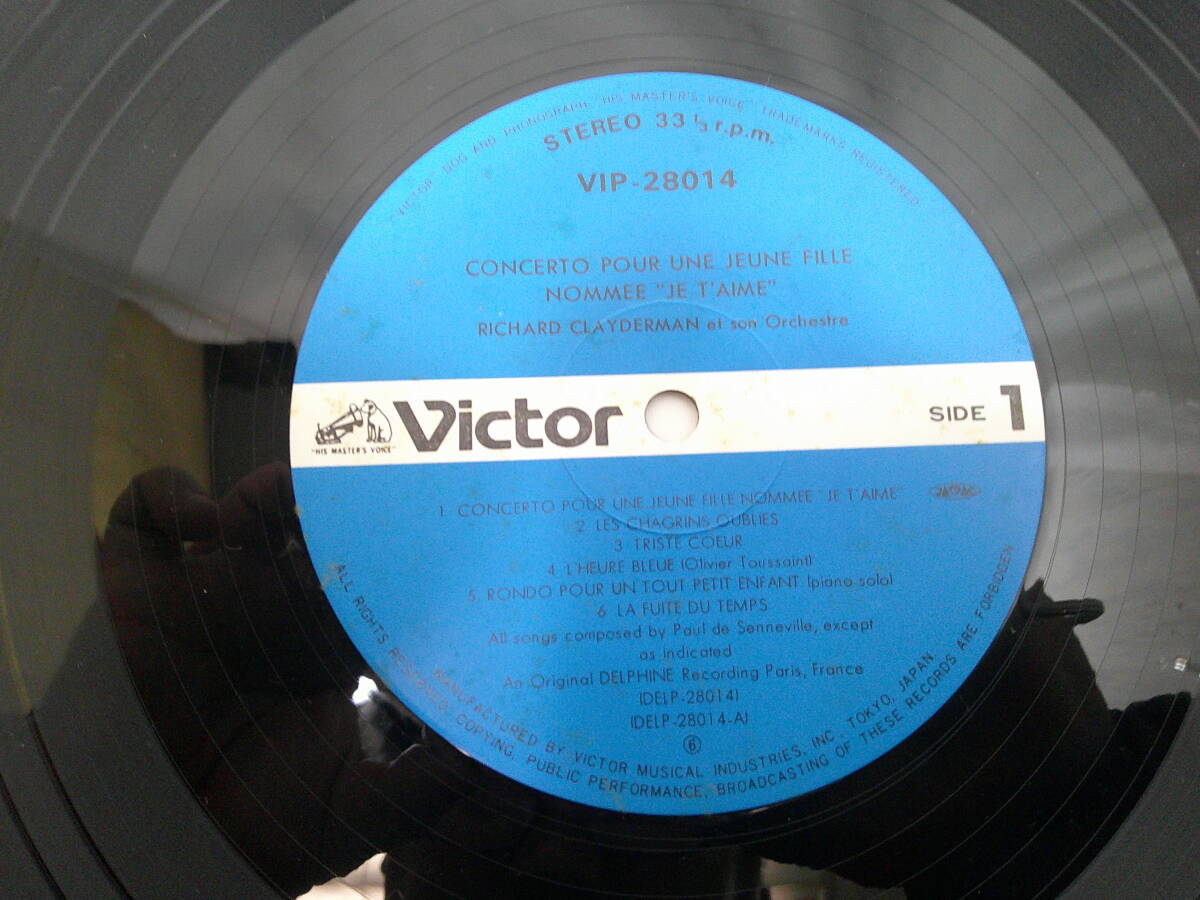 "VICTOR, DOG AND PHONOGRAPH "HIS MASTER'S VOICE" TRADEMARKS REGISTERED
STEREO 33 1/3 r.p.m.
VIP-28014
CONCERTO POUR UNE JEUNE FILLE
NOMMEE "JE T'AIME"
RICHARD CLAYDERMAN et son Orchestre
"HIS MASTER'S VOICE"
Victor
SIDE 1
1. CONCERTO POUR UNE JEUNE FILLE NOMMEE "JE T'AIME"
2. LES CHAGRINS OUBLIES
3. TRISTE COEUR
4. L'HEURE BLEUE (Olivier Toussaint)
5. RONDO POUR UN TOUT PETIT ENFANT (piano solo)
6. LA FUITE DU TEMPS
All songs composed by Paul de Senneville, except
as indicated
An Original DELPHINE Recording Paris, France
(DELP-28014)
(DELP-28014-A)
⑥
MANUFACTURED BY VICTOR MUSICAL INDUSTRIES, INC. TOKYO, JAPAN.
ALL RIGHTS RESERVED, COPYING, PUBLIC PERFORMANCE, BROADCASTING OF THESE RECORDS ARE FORBIDDEN